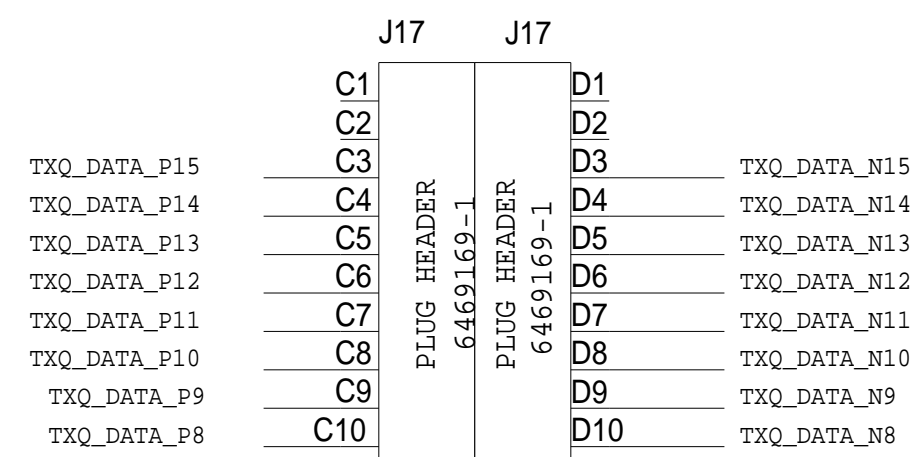 J17 J17
C1 D1
C2 D2
TXQ_DATA_P15 C3 D3 TXQ_DATA_N15
TXQ_DATA_P14 C4 D4 TXQ_DATA_N14
TXQ_DATA_P13 C5 D5 TXQ_DATA_N13
TXQ_DATA_P12 C6 D6 TXQ_DATA_N12
TXQ_DATA_P11 C7 D7 TXQ_DATA_N11
TXQ_DATA_P10 C8 D8 TXQ_DATA_N10
TXQ_DATA_P9 C9 D9 TXQ_DATA_N9
TXQ_DATA_P8 C10 D10 TXQ_DATA_N8
PLUG HEADER
6469169-1
PLUG HEADER
6469169-1